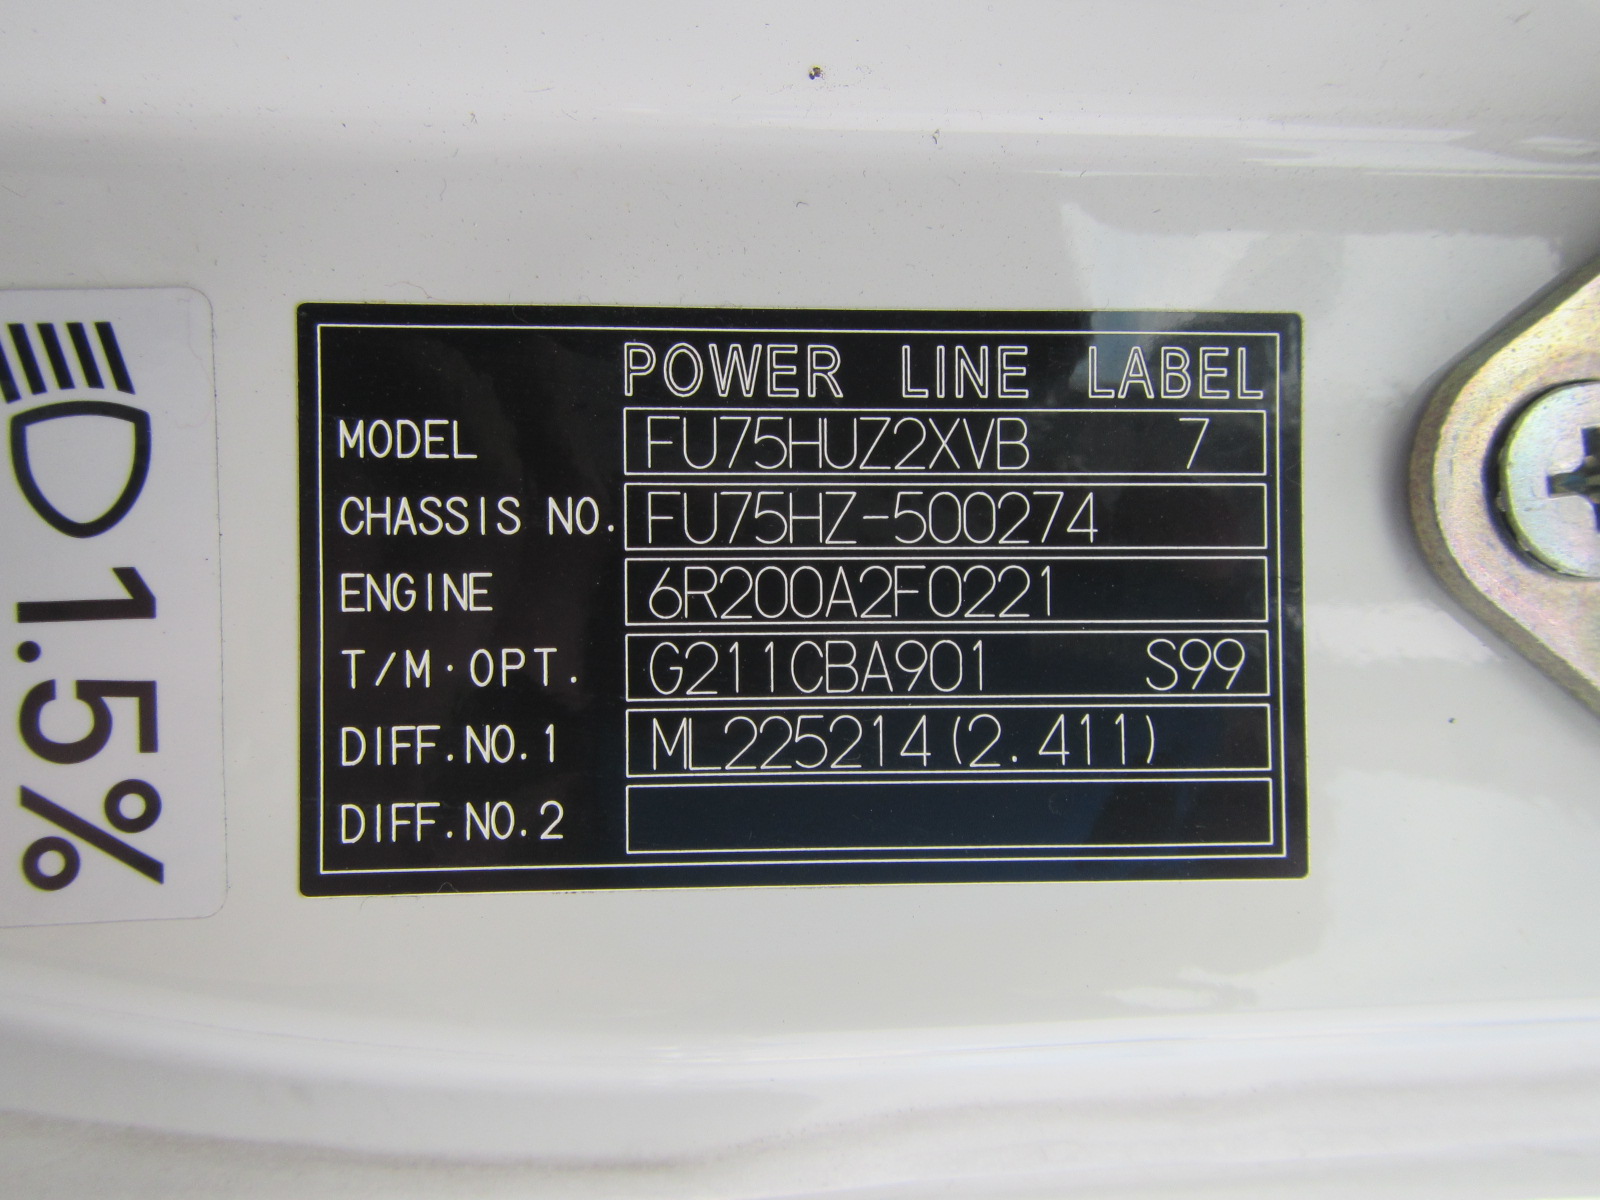 POWER LINE LABEL
MODEL FU75HUZ2XVB 7
CHASSIS NO. FU75HZ-500274
ENGINE 6R200A2F0221
T/M·OPT. G211CBA901 S99
DIFF.NO.1 ML225214(2.411)
DIFF.NO.2
1.5%